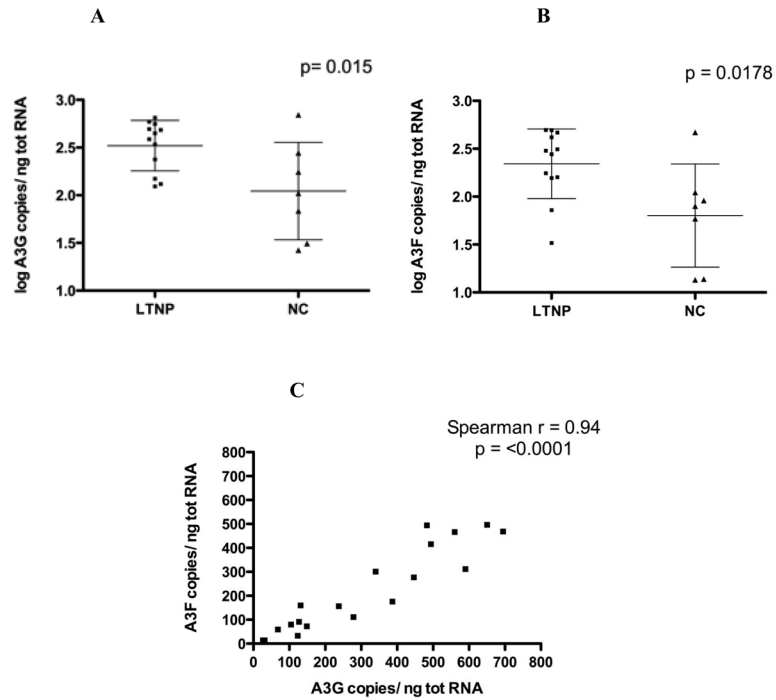 A
p= 0.015
log A3G copies/ ng tot RNA
3.0
2.5
2.0
1.5
1.0
LTNP
NC
B
p = 0.0178
log A3F copies/ ng tot RNA
3.0
2.5
2.0
1.5
1.0
LTNP
NC
C
Spearman r = 0.94
p = <0.0001
A3F copies/ ng tot RNA
800
700
600
500
400
300
200
100
0
0 100 200 300 400 500 600 700 800
A3G copies/ ng tot RNA